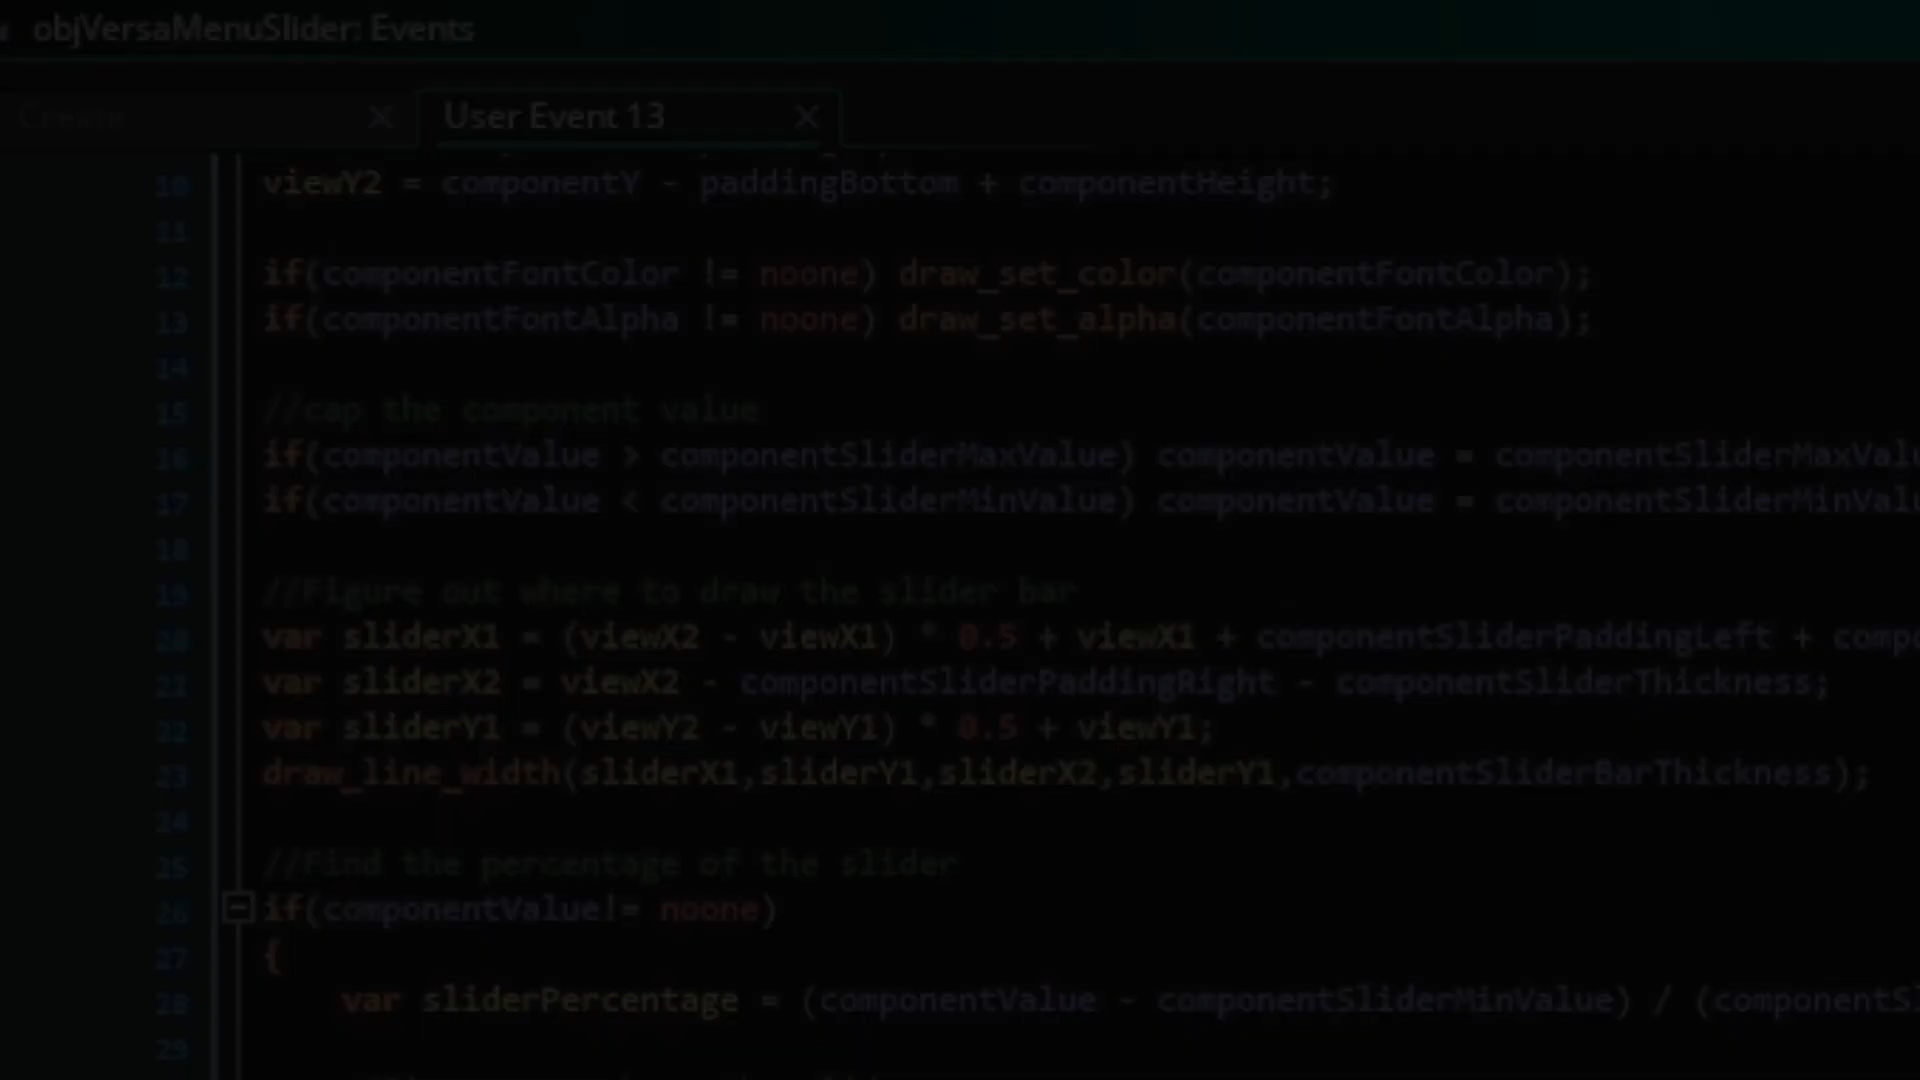 objVersaMenuSlider: Events
Create
User Event 13
10 viewY2 = componentY - paddingBottom + componentHeight;
11
12 if(componentFontColor != noone) draw_set_color(componentFontColor);
13 if(componentFontAlpha != noone) draw_set_alpha(componentFontAlpha);
14
15 //cap the component value
16 if(componentValue > componentSliderMaxValue) componentValue = componentSliderMaxValu
17 if(componentValue < componentSliderMinValue) componentValue = componentSliderMinValu
18
19 //Figure out where to draw the slider bar
20 var sliderX1 = (viewX2 - viewX1) * 0.5 + viewX1 + componentSliderPaddingLeft + compo
21 var sliderX2 = viewX2 - componentSliderPaddingRight - componentSliderThickness;
22 var sliderY1 = (viewY2 - viewY1) * 0.5 + viewY1;
23 draw_line_width(sliderX1,sliderY1,sliderX2,sliderY1,componentSliderBarThickness);
24
25 //Find the percentage of the slider
26 if(componentValue!= noone)
27 {
28 var sliderPercentage = (componentValue - componentSliderMinValue) / (componentSl
29